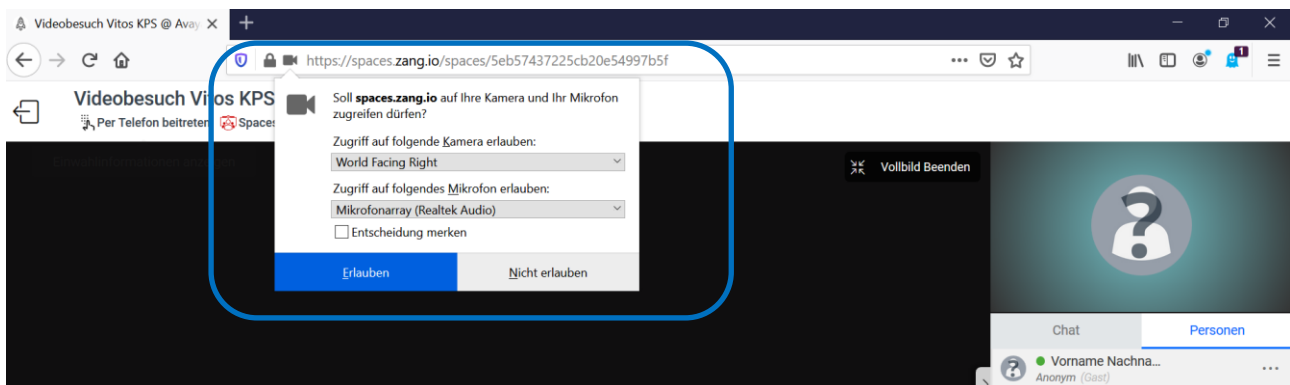 Videobesuch Vitos KPS @ Avay
https://spaces.zang.io/spaces/5eb57437225cb20e54997b5f
1
Videobesuch Vitos KPS
Per Telefon beitreten Spaces
Soll spaces.zang.io auf Ihre Kamera und Ihr Mikrofon
zugreifen dürfen?
Zugriff auf folgende Kamera erlauben:
World Facing Right
Zugriff auf folgendes Mikrofon erlauben:
Mikrofonarray (Realtek Audio)
Entscheidung merken
Erlauben Nicht erlauben
Einwahlinformationen anzeigen
Vollbild Beenden
Chat Personen
Vorname Nachna...
Anonym (Gast)